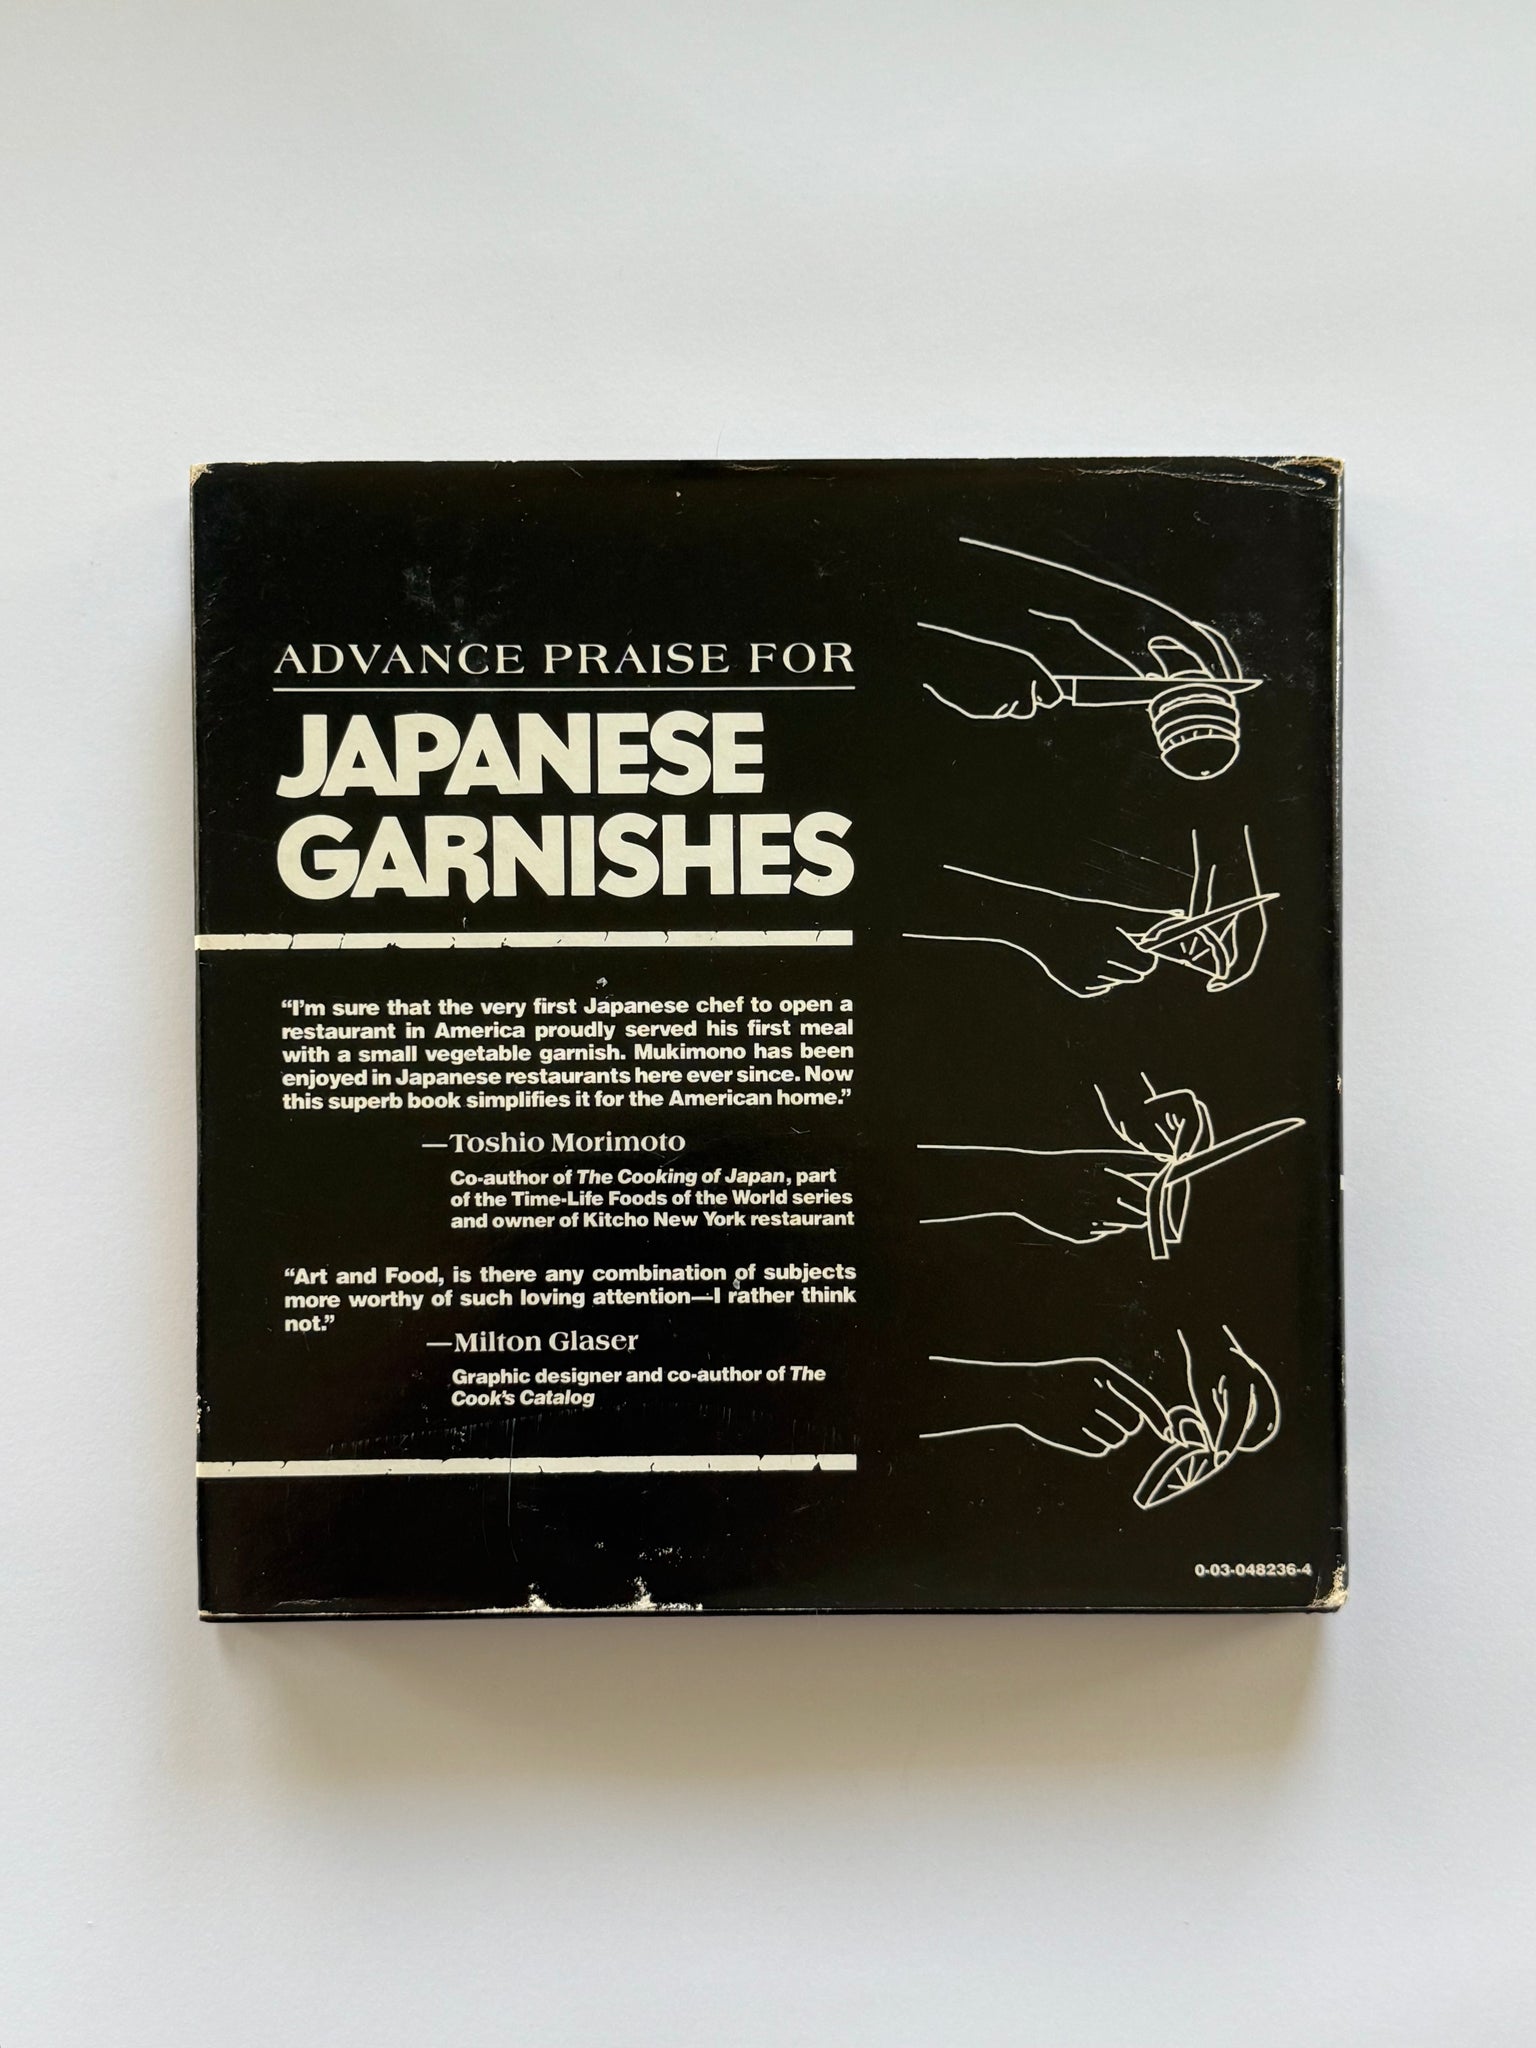 ADVANCE PRAISE FOR
JAPANESE
GARNISHES
“I’m sure that the very first Japanese chef to open a
restaurant in America proudly served his first meal
with a small vegetable garnish. Mukimono has been
enjoyed in Japanese restaurants here ever since. Now
this superb book simplifies it for the American home.”
—Toshio Morimoto
Co-author of The Cooking of Japan, part
of the Time-Life Foods of the World series
and owner of Kitcho New York restaurant
“Art and Food, is there any combination of subjects
more worthy of such loving attention—I rather think
not.”
—Milton Glaser
Graphic designer and co-author of The
Cook’s Catalog
0-03-048236-4